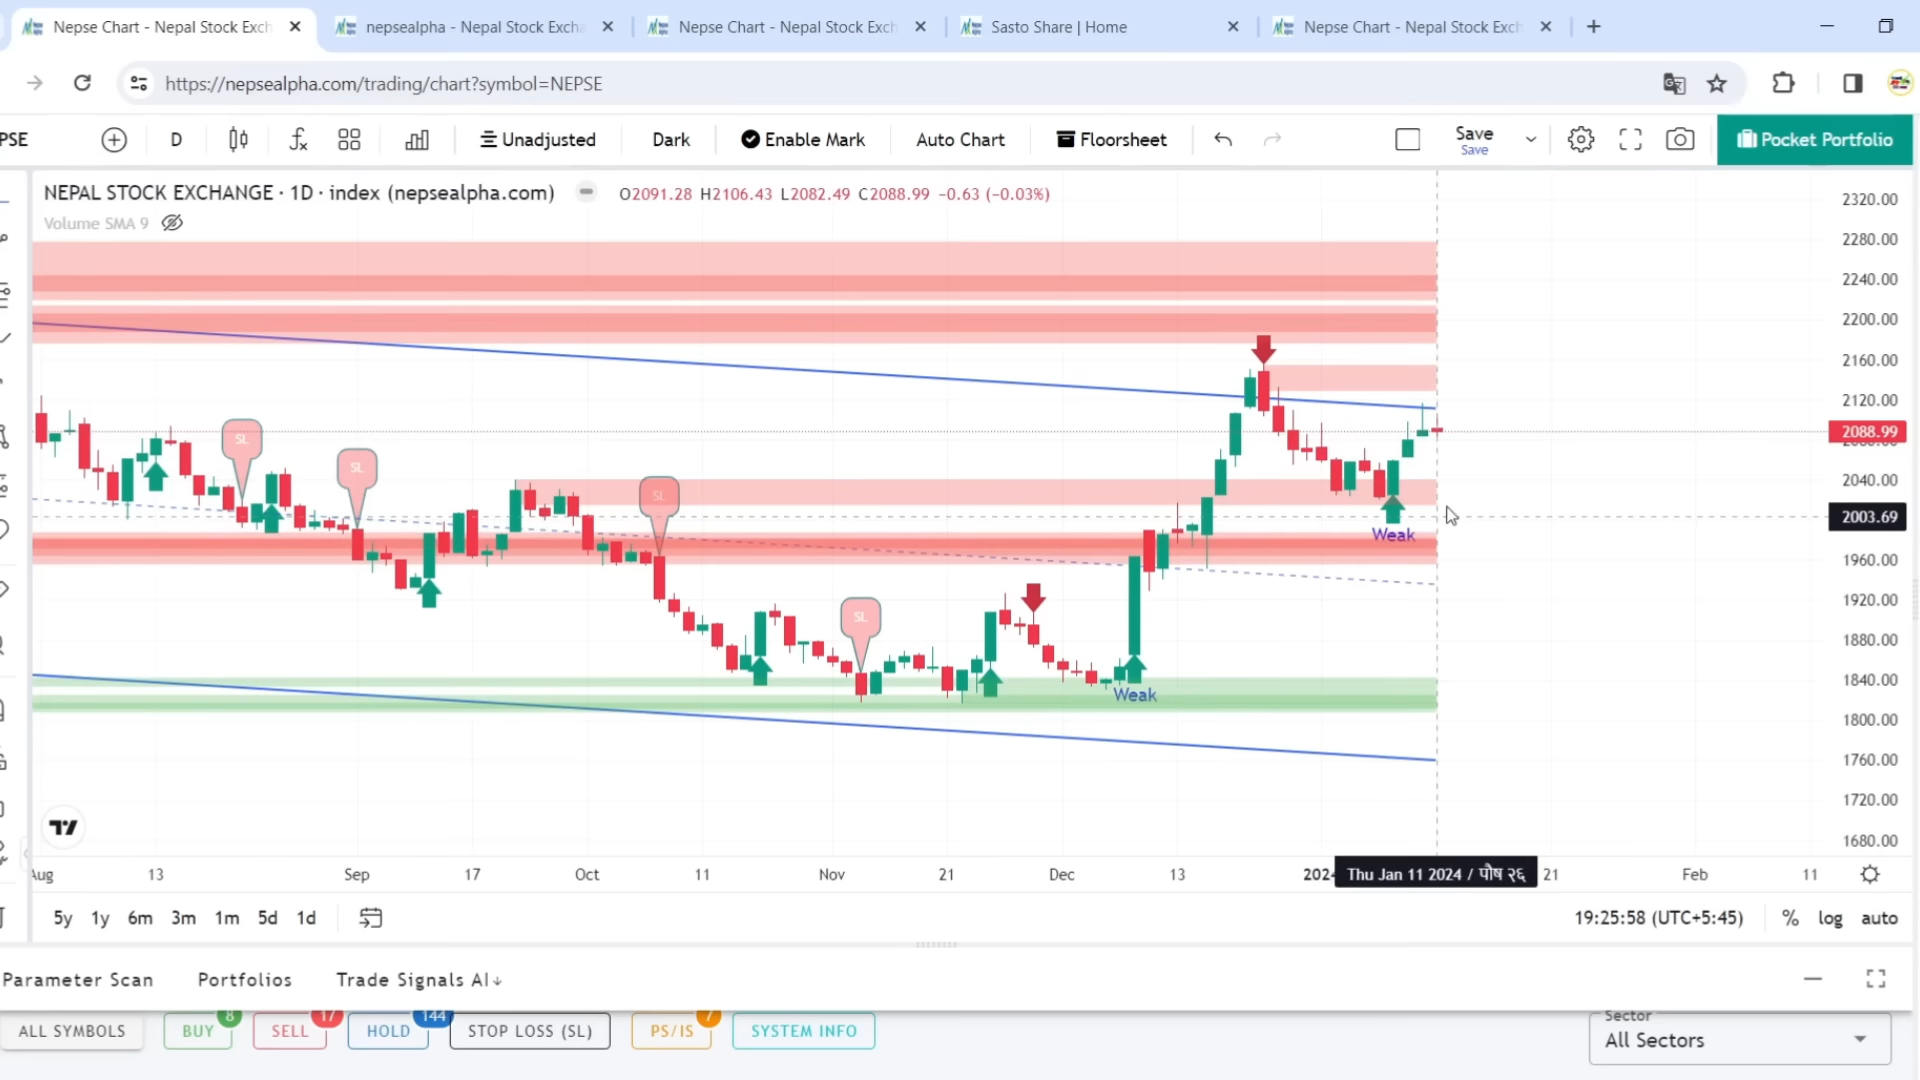 Nepse Chart - Nepal Stock Exch
nepsealpha - Nepal Stock Excha
Nepse Chart - Nepal Stock Exch
Sasto Share | Home
Nepse Chart - Nepal Stock Exch
https://nepsealpha.com/trading/chart?symbol=NEPSE
PSE
D
Unadjusted
Dark
Enable Mark
Auto Chart
Floorsheet
Save
Save
Pocket Portfolio
NEPAL STOCK EXCHANGE · 1D · index (nepsealpha.com)
O2091.28 H2106.43 L2082.49 C2088.99 −0.63 (−0.03%)
Volume SMA 9
2320.00
2280.00
2240.00
2200.00
2160.00
2120.00
2088.99
2040.00
2003.69
1960.00
1920.00
1880.00
1840.00
1800.00
1760.00
1720.00
1680.00
SL
SL
SL
SL
Weak
Weak
Aug
13
Sep
17
Oct
11
Nov
21
Dec
13
202
Thu Jan 11 2024 / पौष २६
21
Feb
11
5y 1y 6m 3m 1m 5d 1d
19:25:58 (UTC+5:45)
% log auto
Parameter Scan
Portfolios
Trade Signals AI↓
ALL SYMBOLS
BUY 8
SELL 17
HOLD 144
STOP LOSS (SL)
PS/IS 7
SYSTEM INFO
Sector
All Sectors